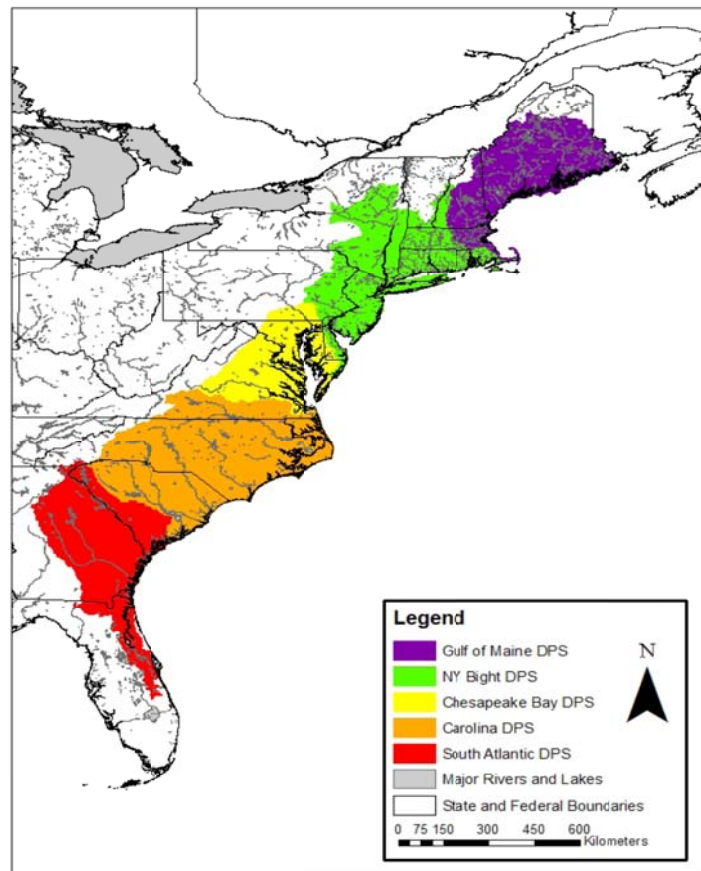 Legend
N
Gulf of Maine DPS
NY Bight DPS
Chesapeake Bay DPS
Carolina DPS
South Atlantic DPS
Major Rivers and Lakes
State and Federal Boundaries
0 75 150 300 450 600
Kilometers